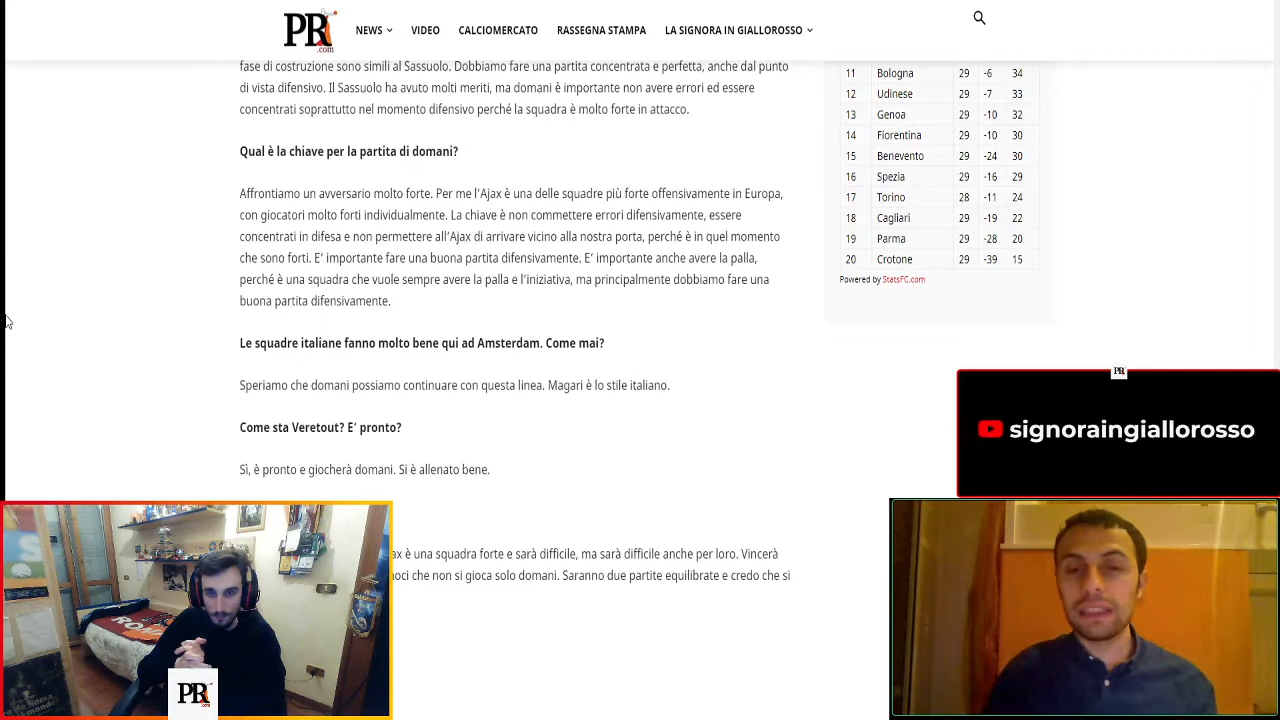 PR
.com
NEWS
VIDEO
CALCIOMERCATO
RASSEGNA STAMPA
LA SIGNORA IN GIALLOROSSO
fase di costruzione sono simili al Sassuolo. Dobbiamo fare una partita concentrata e perfetta, anche dal punto
di vista difensivo. Il Sassuolo ha avuto molti meriti, ma domani è importante non avere errori ed essere
concentrati soprattutto nel momento difensivo perché la squadra è molto forte in attacco.
Qual è la chiave per la partita di domani?
Affrontiamo un avversario molto forte. Per me l'Ajax è una delle squadre più forte offensivamente in Europa,
con giocatori molto forti individualmente. La chiave è non commettere errori difensivamente, essere
concentrati in difesa e non permettere all'Ajax di arrivare vicino alla nostra porta, perché è in quel momento
che sono forti. E' importante fare una buona partita difensivamente. E' importante anche avere la palla,
perché è una squadra che vuole sempre avere la palla e l'iniziativa, ma principalmente dobbiamo fare una
buona partita difensivamente.
Le squadre italiane fanno molto bene qui ad Amsterdam. Come mai?
Speriamo che domani possiamo continuare con questa linea. Magari è lo stile italiano.
Come sta Veretout? E' pronto?
Sì, è pronto e giocherà domani. Si è allenato bene.
è una squadra forte e sarà difficile, ma sarà difficile anche per loro. Vincerà
che non si gioca solo domani. Saranno due partite equilibrate e credo che si
11 Bologna 29 -6 34
12 Udinese 29 -7 33
13 Genoa 29 -10 32
14 Fiorentina 29 -10 30
15 Benevento 29 -24 30
16 Spezia 29 -16 29
17 Torino 28 -11 24
18 Cagliari 29 -19 22
19 Parma 29 -28 20
20 Crotone 29 -39 15
Powered by StatsFC.com
PR
signoraingiallorosso
ROMA
PR
.com